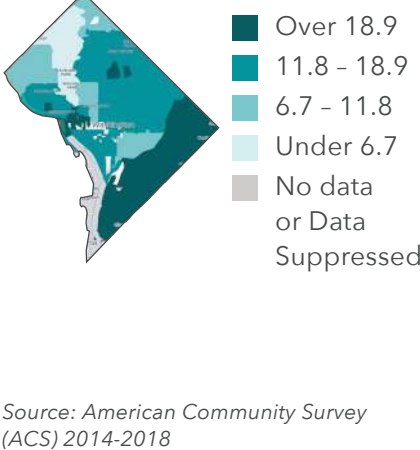 Over 18.9
11.8 – 18.9
6.7 – 11.8
Under 6.7
No data
or Data
Suppressed
Source: American Community Survey
(ACS) 2014-2018